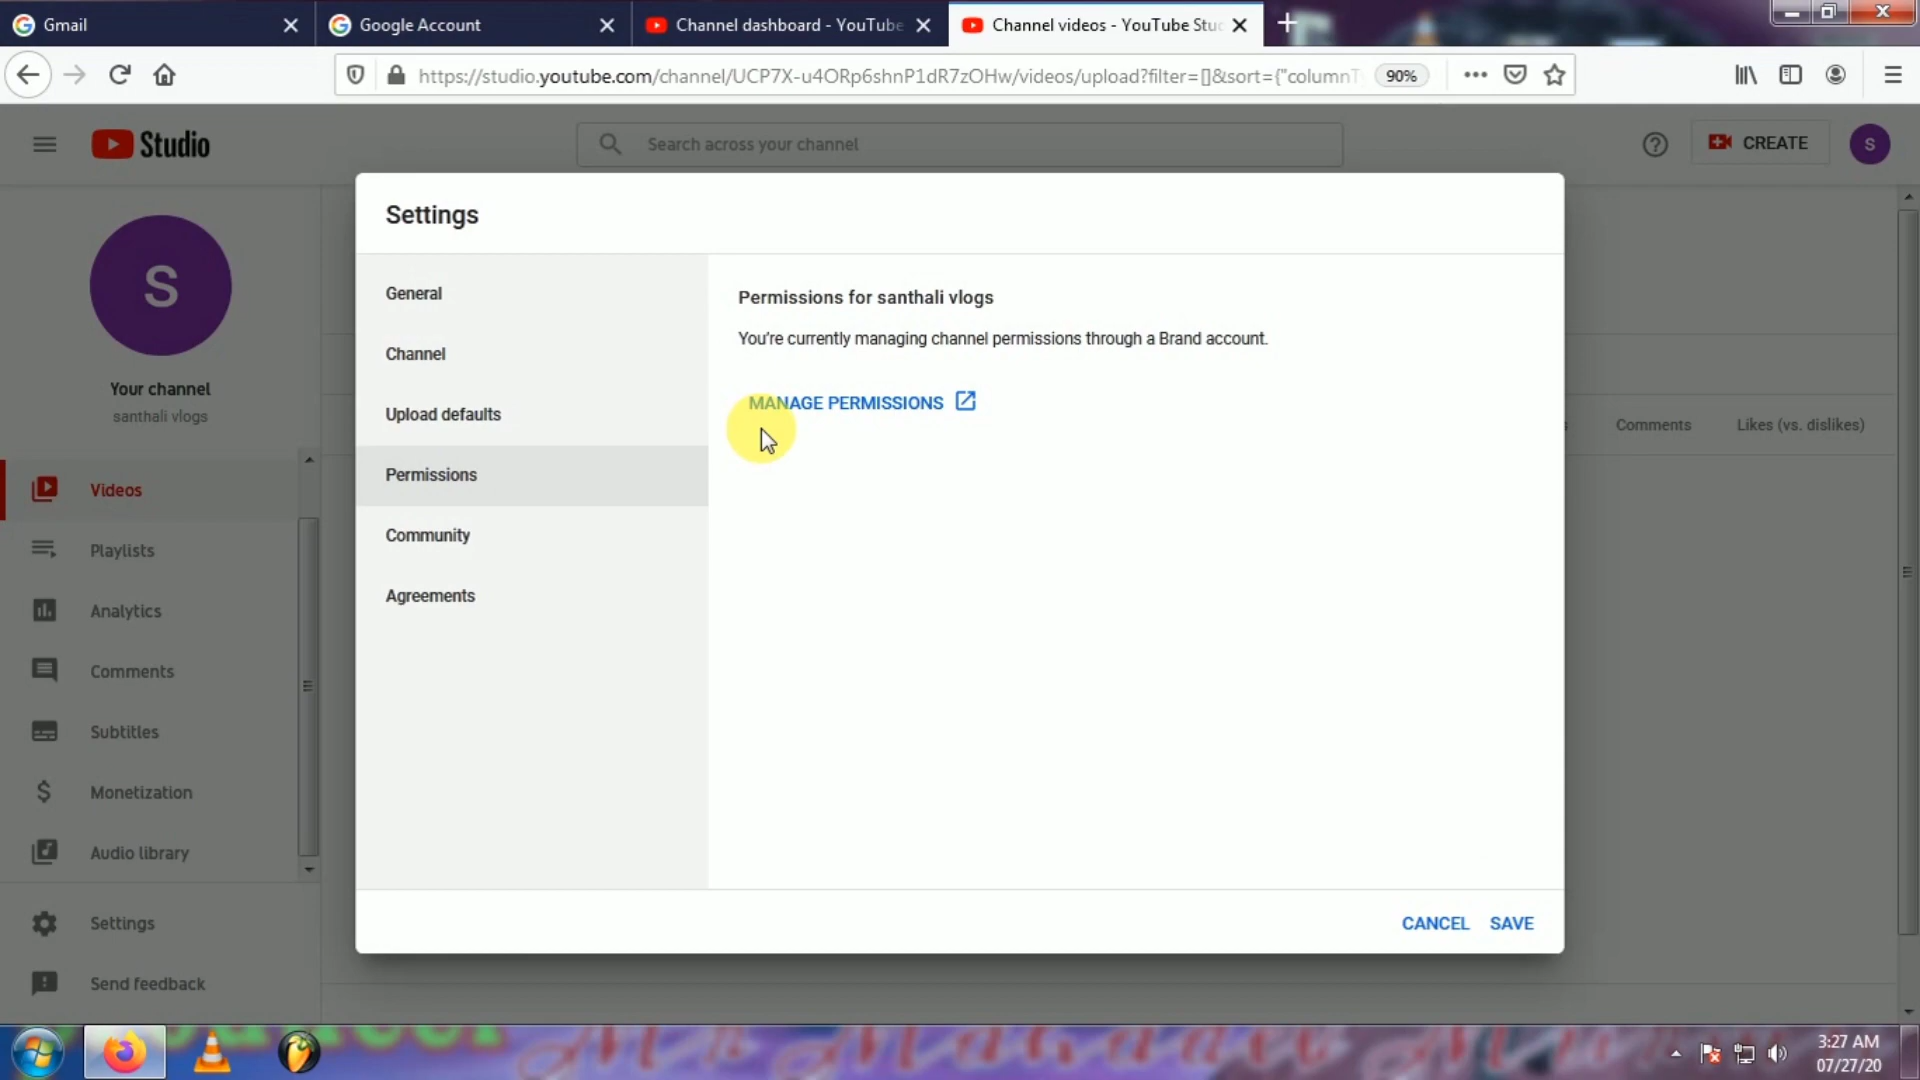 Gmail
Google Account
Channel dashboard - YouTube
Channel videos - YouTube Stu
https://studio.youtube.com/channel/UCP7X-u4ORp6shnP1dR7zOHw/videos/upload?filter=[]&sort={"columnT
90%
Studio
Search across your channel
CREATE
S
Settings
S
Your channel
santhali vlogs
Videos
Playlists
Analytics
Comments
Subtitles
Monetization
Audio library
Settings
Send feedback
General
Channel
Upload defaults
Permissions
Community
Agreements
Permissions for santhali vlogs
You're currently managing channel permissions through a Brand account.
MANAGE PERMISSIONS
Comments
Likes (vs. dislikes)
CANCEL
SAVE
3:27 AM
07/27/20